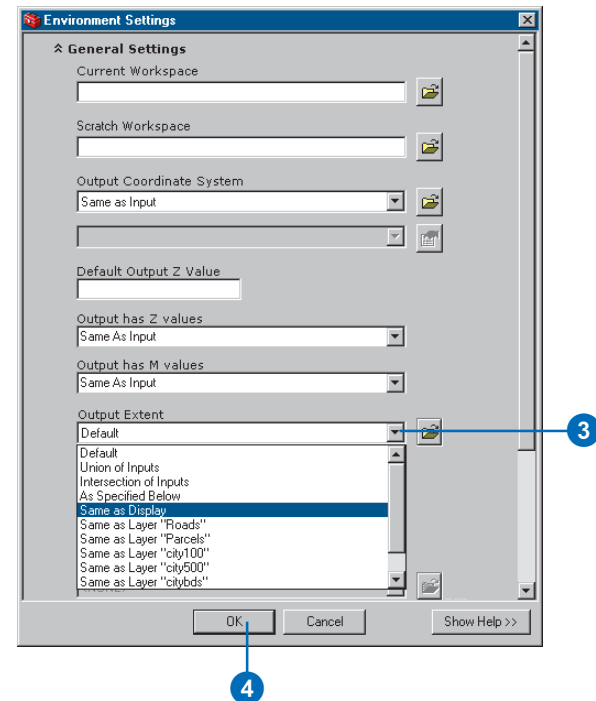 Environment Settings
General Settings
Current Workspace
Scratch Workspace
Output Coordinate System
Same as Input
Default Output Z Value
Output has Z values
Same As Input
Output has M values
Same As Input
Output Extent
Default
3
Default
Union of Inputs
Intersection of Inputs
As Specified Below
Same as Display
Same as Layer "Roads"
Same as Layer "Parcels"
Same as Layer "city100"
Same as Layer "city500"
Same as Layer "citybds"
OK
Cancel
Show Help >>
4